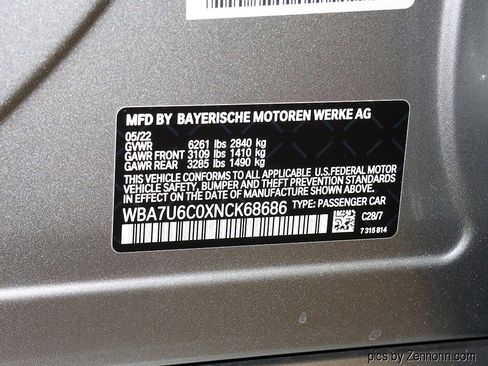 MFD BY BAYERISCHE MOTOREN WERKE AG
05/22
GVWR 6261 lbs 2840 kg
GAWR FRONT 3109 lbs 1410 kg
GAWR REAR 3285 lbs 1490 kg
THIS VEHICLE CONFORMS TO ALL APPLICABLE U.S.FEDERAL MOTOR
VEHICLE SAFETY, BUMPER AND THEFT PREVENTION STANDARDS
IN EFFECT ON THE DATE OF MANUFACTURE SHOWN ABOVE.
WBA7U6C0XNCK68686 TYPE: PASSENGER CAR
C28/7
7 315 814
pics by Zennonn.com